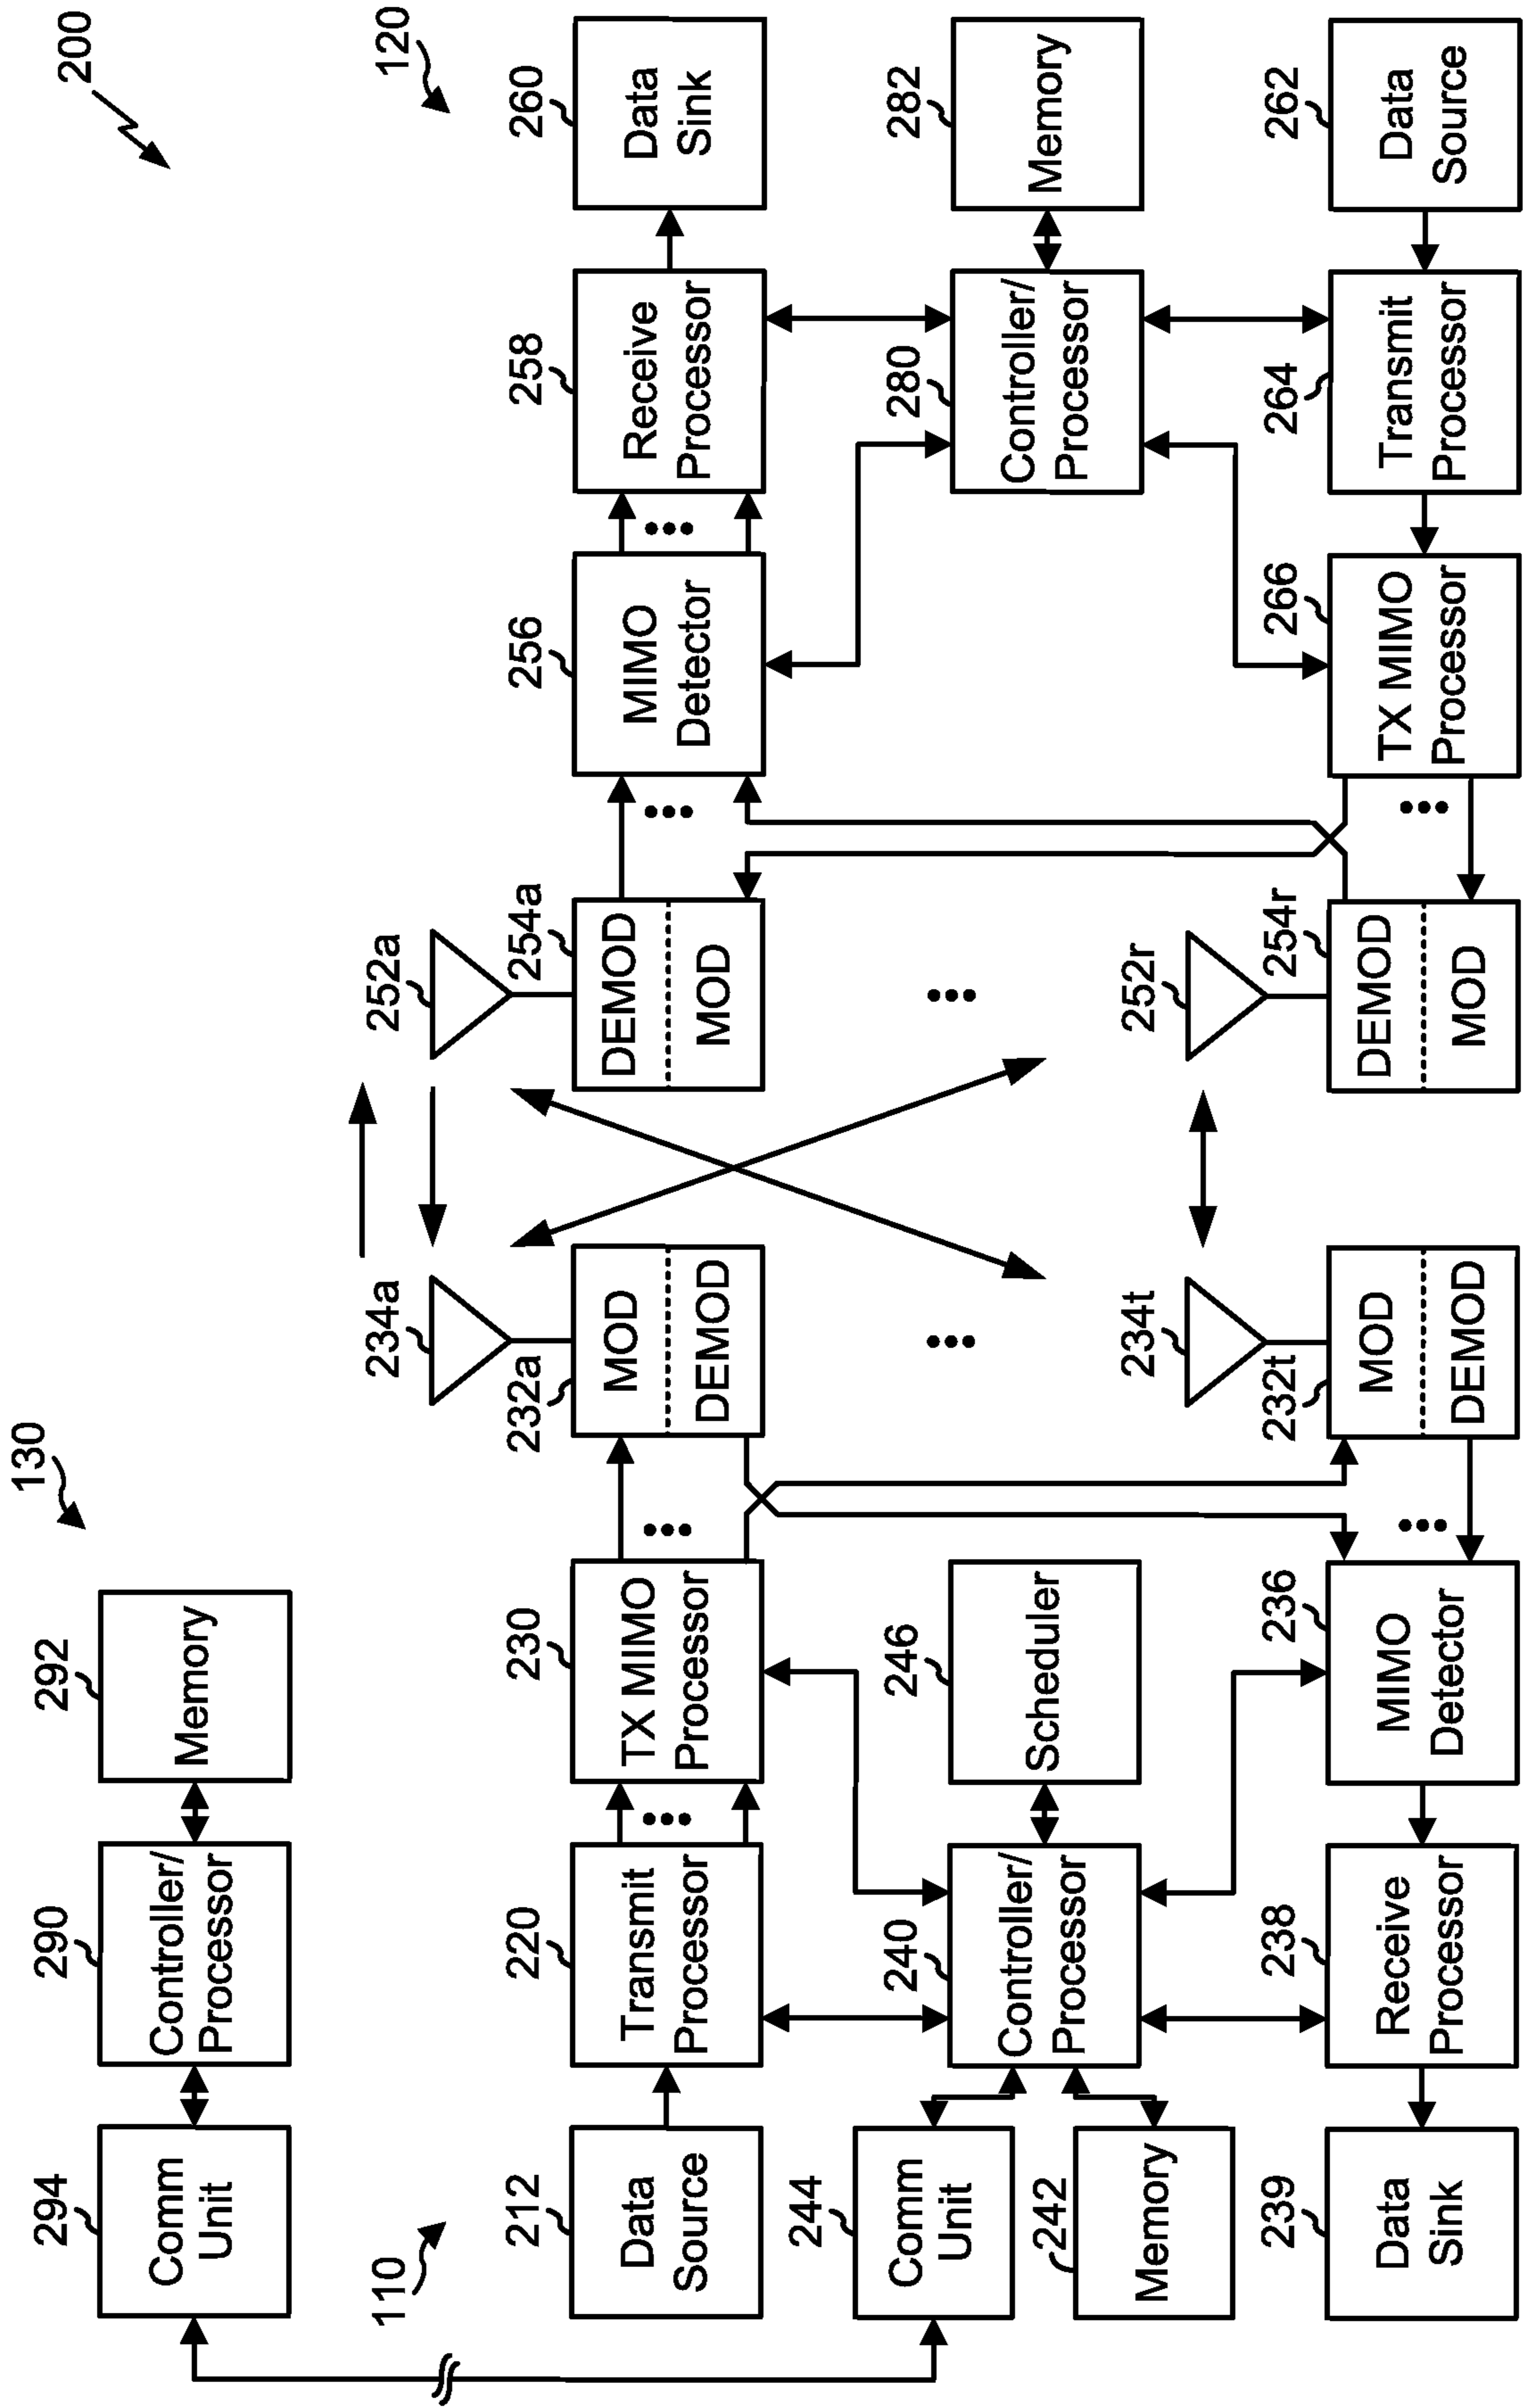 200
130
120
110
294
Comm
Unit
290
Controller/
Processor
292
Memory
212
Data
Source
220
Transmit
Processor
230
TX MIMO
Processor
232a
MOD
DEMOD
234a
252a
254a
DEMOD
MOD
256
MIMO
Detector
258
Receive
Processor
260
Data
Sink
244
Comm
Unit
242
Memory
240
Controller/
Processor
246
Scheduler
280
Controller/
Processor
282
Memory
239
Data
Sink
238
Receive
Processor
236
MIMO
Detector
232t
MOD
DEMOD
234t
252r
254r
DEMOD
MOD
266
TX MIMO
Processor
264
Transmit
Processor
262
Data
Source